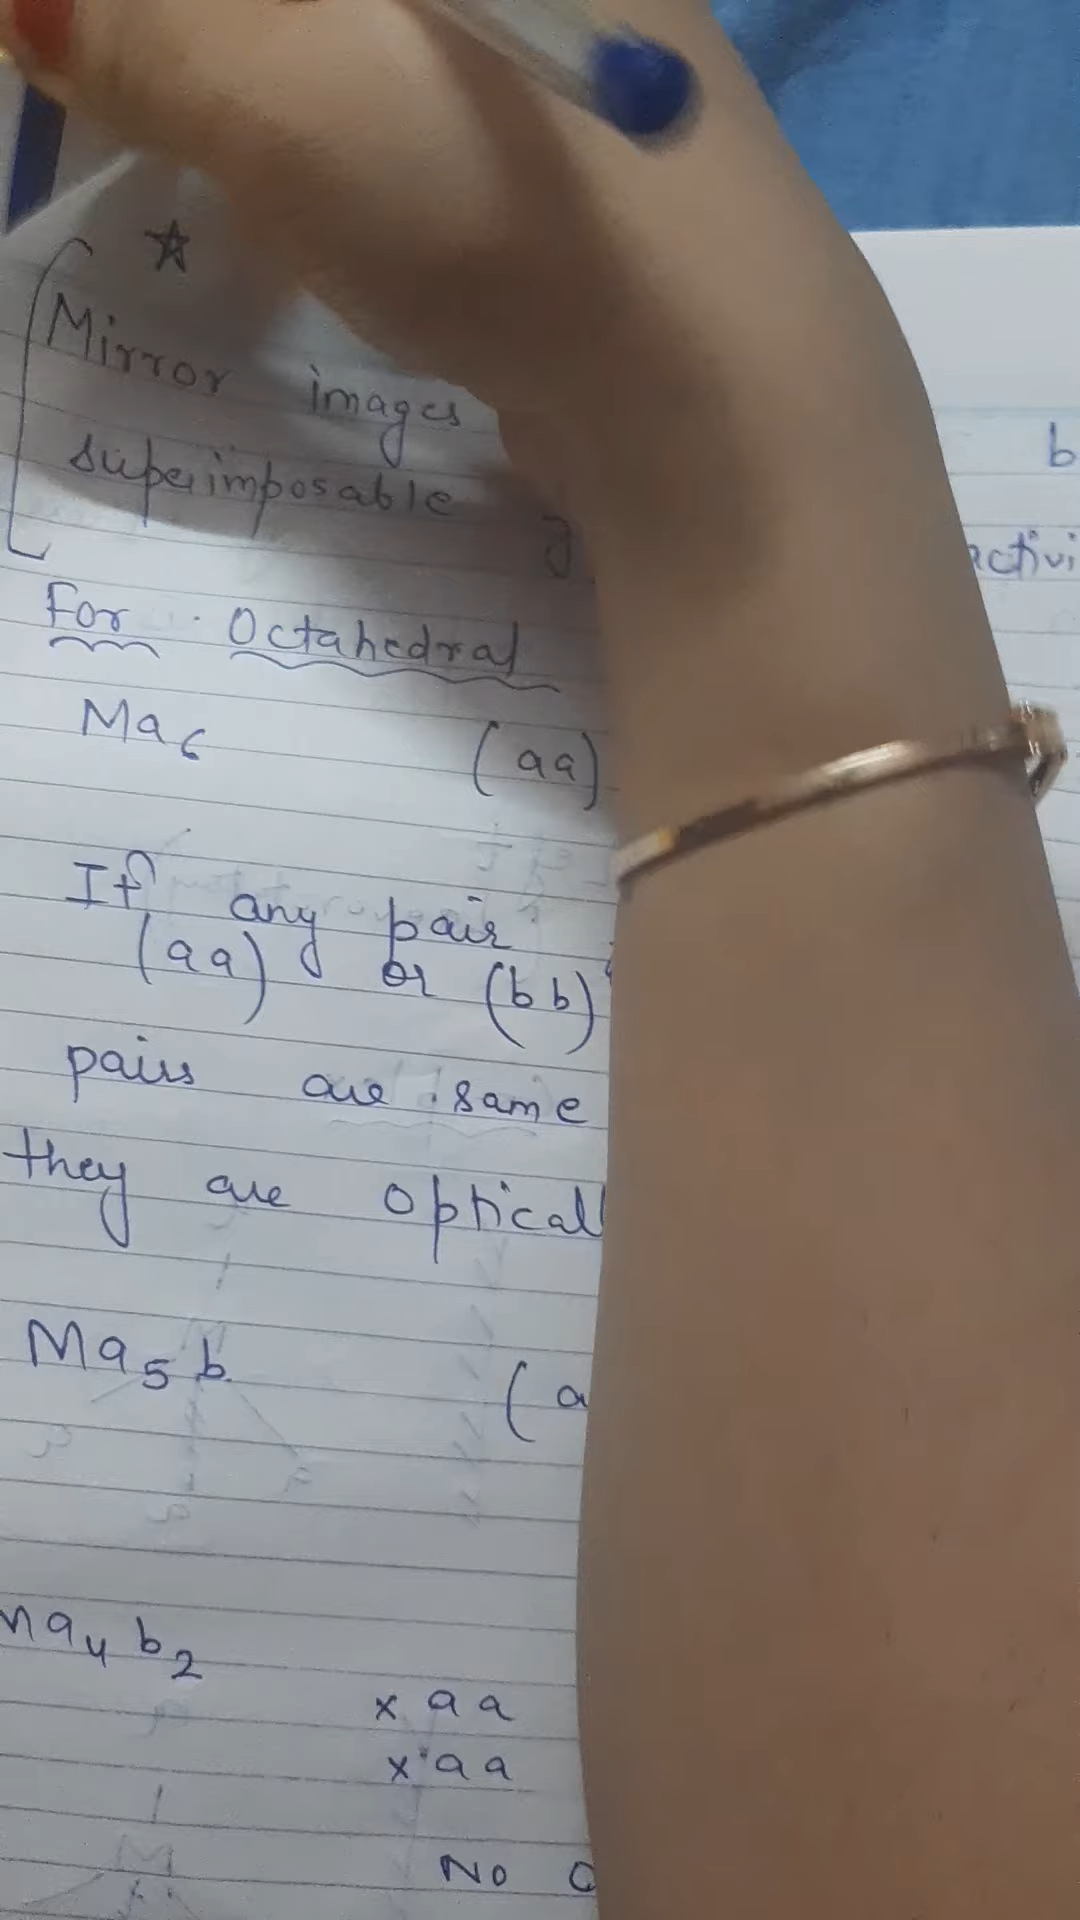 Mirror images b
superimposable activi
For Octahedral
Ma6 (aa)
If any pair
(aa) or (bb)
pairs are same
they are optical
Ma5b (a
Ma4b2
x aa
x aa
No